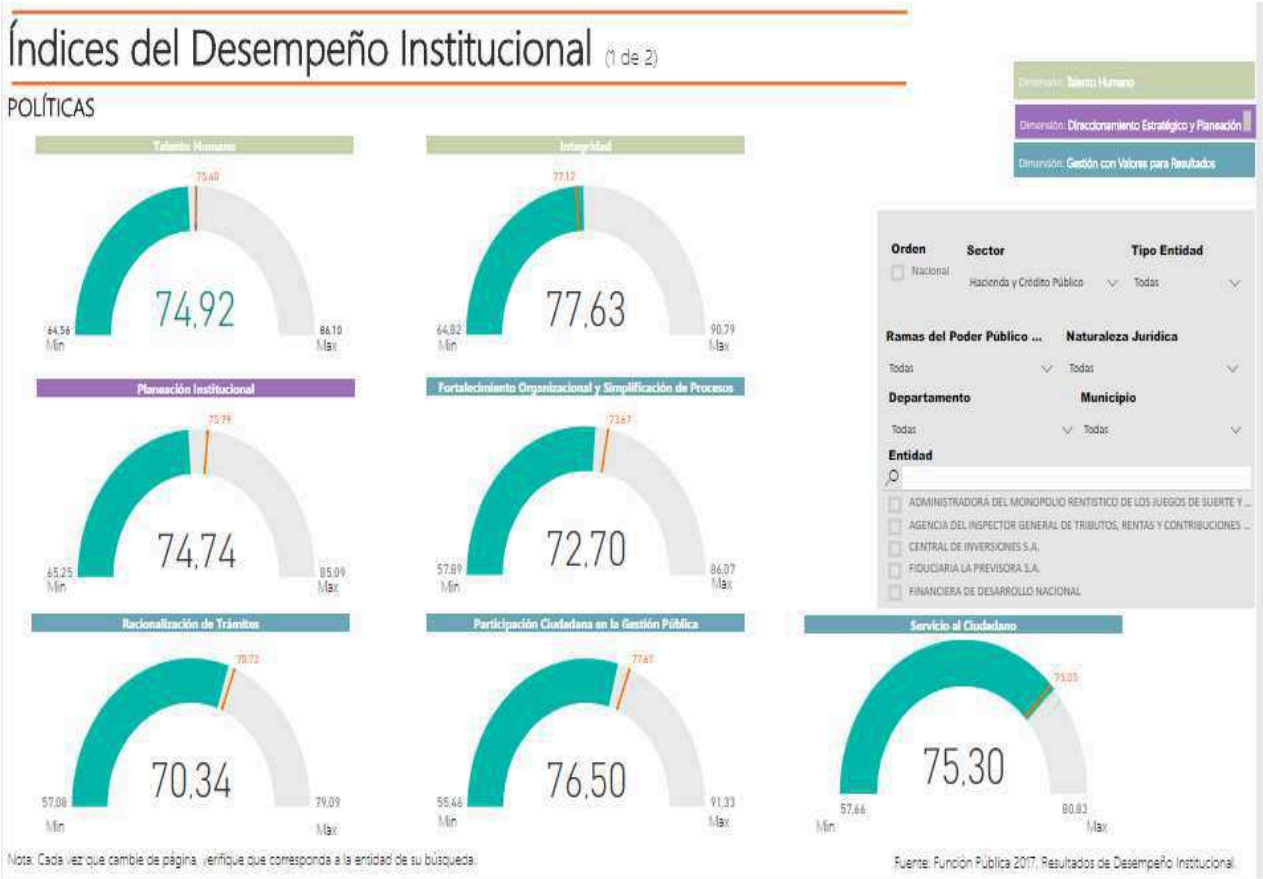 Índices del Desempeño Institucional (1 de 2)
POLÍTICAS
Dimensión: Talento Humano
Dimensión: Direccionamiento Estratégico y Planeación
Dimensión: Gestión con Valores para Resultados
Talento Humano
75,60
74,92
64,56
Min
86,10
Max
Integridad
77,12
77,63
64,82
Min
90,79
Max
Orden
Nacional
Sector
Hacienda y Crédito Público
Tipo Entidad
Todas
Ramas del Poder Público ...
Todas
Naturaleza Jurídica
Todas
Departamento
Todas
Municipio
Todas
Entidad
ADMINISTRADORA DEL MONOPOLIO RENTISTICO DE LOS JUEGOS DE SUERTE Y ...
AGENCIA DEL INSPECTOR GENERAL DE TRIBUTOS, RENTAS Y CONTRIBUCIONES ...
CENTRAL DE INVERSIONES S.A.
FIDUCIARIA LA PREVISORA S.A.
FINANCIERA DE DESARROLLO NACIONAL
Planeación Institucional
74,74
65,25
Min
85,09
Max
Fortalecimiento Organizacional y Simplificación de Procesos
73,67
72,70
57,89
Min
86,07
Max
Racionalización de Trámites
70,72
70,34
57,08
Min
79,09
Max
Participación Ciudadana en la Gestión Pública
77,67
76,50
55,46
Min
91,33
Max
Servicio al Ciudadano
75,30
57,66
Min
80,83
Max
Nota: Cada vez que cambie de página, verifique que corresponda a la entidad de su búsqueda.
Fuente: Función Pública 2017, Resultados de Desempeño Institucional.